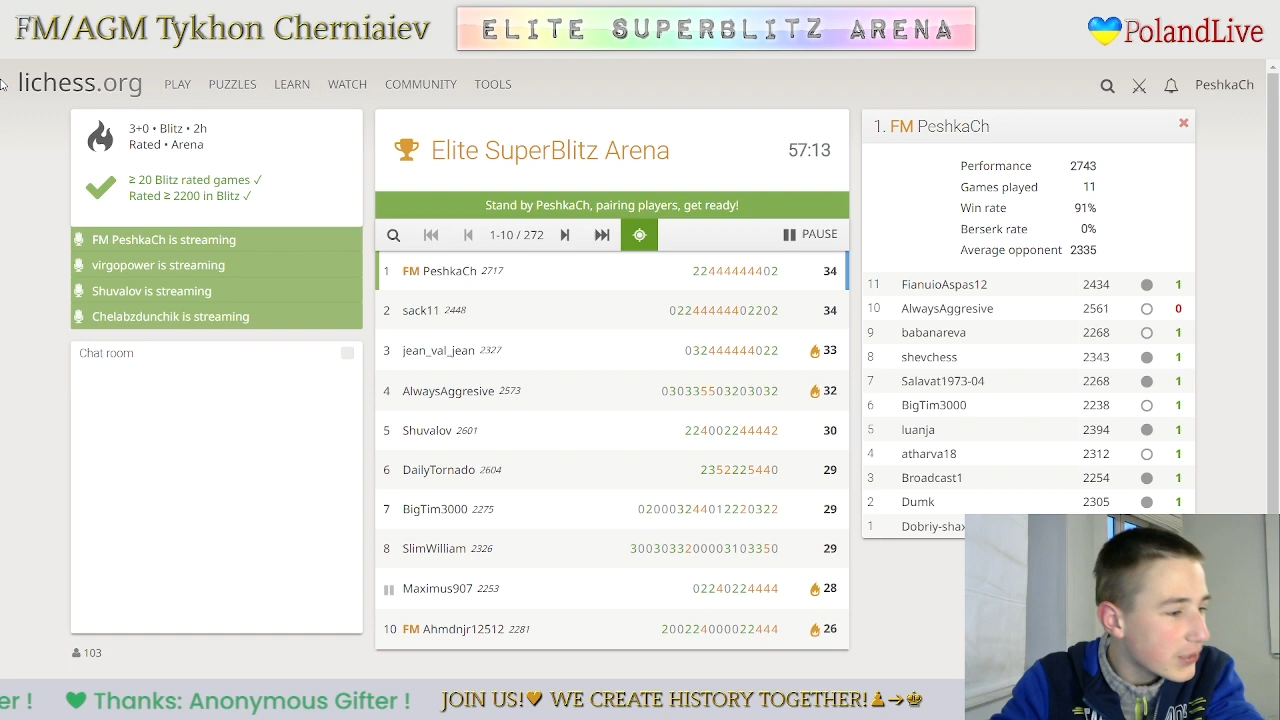 FM/AGM Tykhon Cherniaiev
ELITE SUPERBLITZ ARENA
PolandLive
lichess.org PLAY PUZZLES LEARN WATCH COMMUNITY TOOLS PeshkaCh
3+0 • Blitz • 2h
Rated • Arena
≥ 20 Blitz rated games ✓
Rated ≥ 2200 in Blitz ✓
FM PeshkaCh is streaming
virgopower is streaming
Shuvalov is streaming
Chelabzdunchik is streaming
Chat room
103
Elite SuperBlitz Arena 57:13
Stand by PeshkaCh, pairing players, get ready!
1-10 / 272 PAUSE
1 FM PeshkaCh 2717 22444444402 34
2 sack11 2448 02244444402202 34
3 jean_val_jean 2327 032444444022 33
4 AlwaysAggresive 2573 030335503203032 32
5 Shuvalov 2601 224002244442 30
6 DailyTornado 2604 2352225440 29
7 BigTim3000 2275 020003244012220322 29
8 SlimWilliam 2326 3003033200003103350 29
Maximus907 2253 02240224444 28
10 FM Ahmdnjr12512 2281 200224000022444 26
1. FM PeshkaCh
Performance 2743
Games played 11
Win rate 91%
Berserk rate 0%
Average opponent 2335
11 FianuioAspas12 2434 1
10 AlwaysAggresive 2561 0
9 babanareva 2268 1
8 shevchess 2343 1
7 Salavat1973-04 2268 1
6 BigTim3000 2238 1
5 luanja 2394 1
4 atharva18 2312 1
3 Broadcast1 2254 1
2 Dumk 2305 1
1 Dobriy-shax
er ! Thanks: Anonymous Gifter ! JOIN US!♥ WE CREATE HISTORY TOGETHER!♟→♚